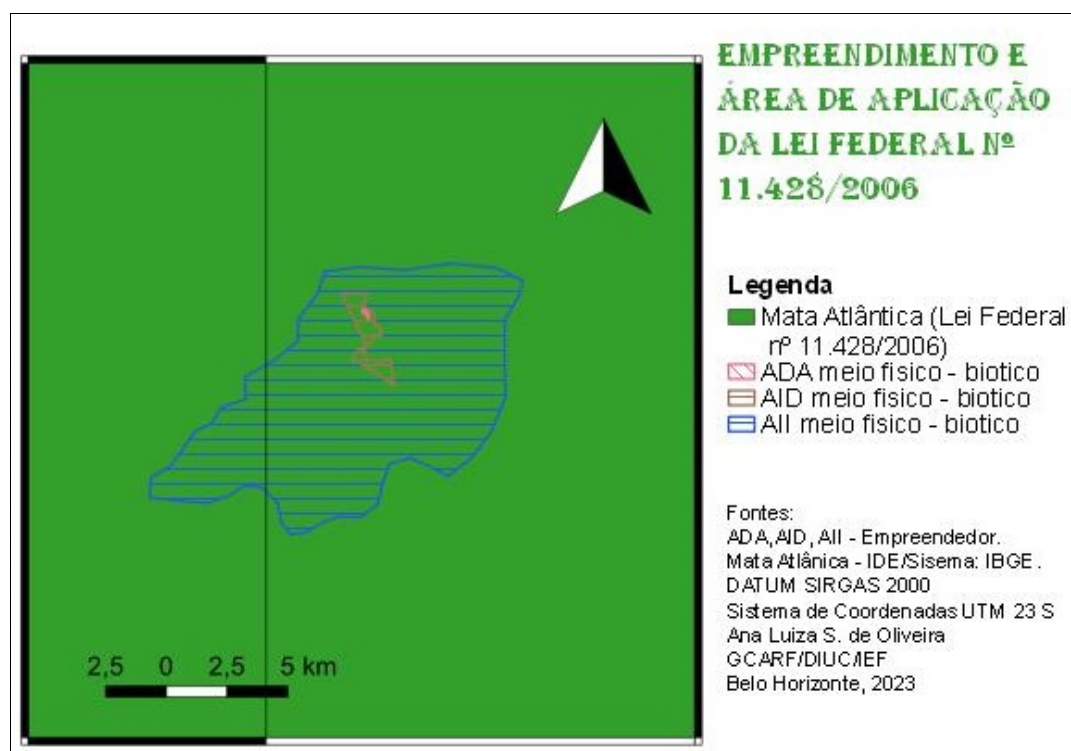 EMPREENDIMENTO E
ÁREA DE APLICAÇÃO
DA LEI FEDERAL Nº
11.428/2006
Legenda
Mata Atlântica (Lei Federal
nº 11.428/2006)
ADA meio fisico - biotico
AID meio fisico - biotico
AII meio fisico - biotico
Fontes:
ADA,AID, AII - Empreendedor.
Mata Atlânica - IDE/Sisema: IBGE.
DATUM SIRGAS 2000
Sistema de Coordenadas UTM 23 S
Ana Luiza S. de Oliveira
GCARF/DIUC/IEF
Belo Horizonte, 2023
2,5 0 2,5 5 km